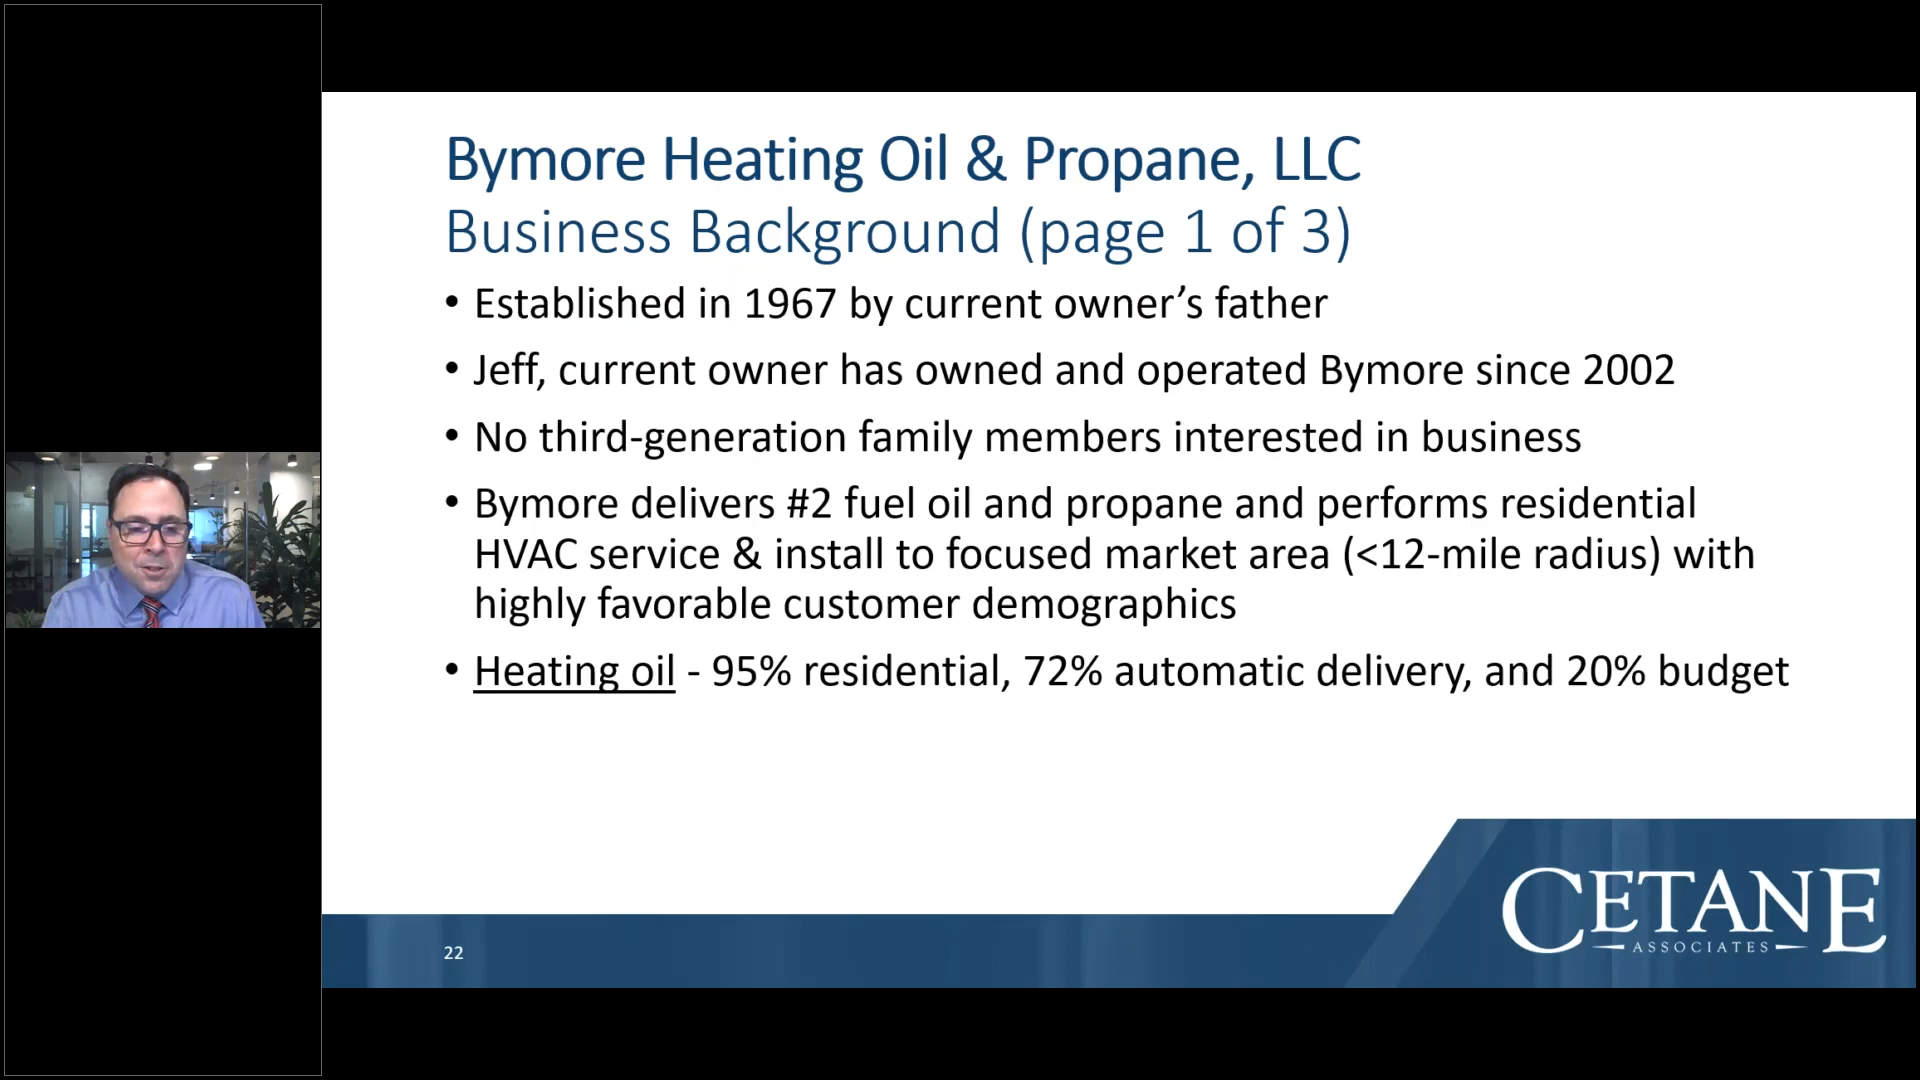 Bymore Heating Oil & Propane, LLC
Business Background (page 1 of 3)
• Established in 1967 by current owner’s father
• Jeff, current owner has owned and operated Bymore since 2002
• No third-generation family members interested in business
• Bymore delivers #2 fuel oil and propane and performs residential
HVAC service & install to focused market area (<12-mile radius) with
highly favorable customer demographics
• Heating oil - 95% residential, 72% automatic delivery, and 20% budget
22
CETANE
ASSOCIATES